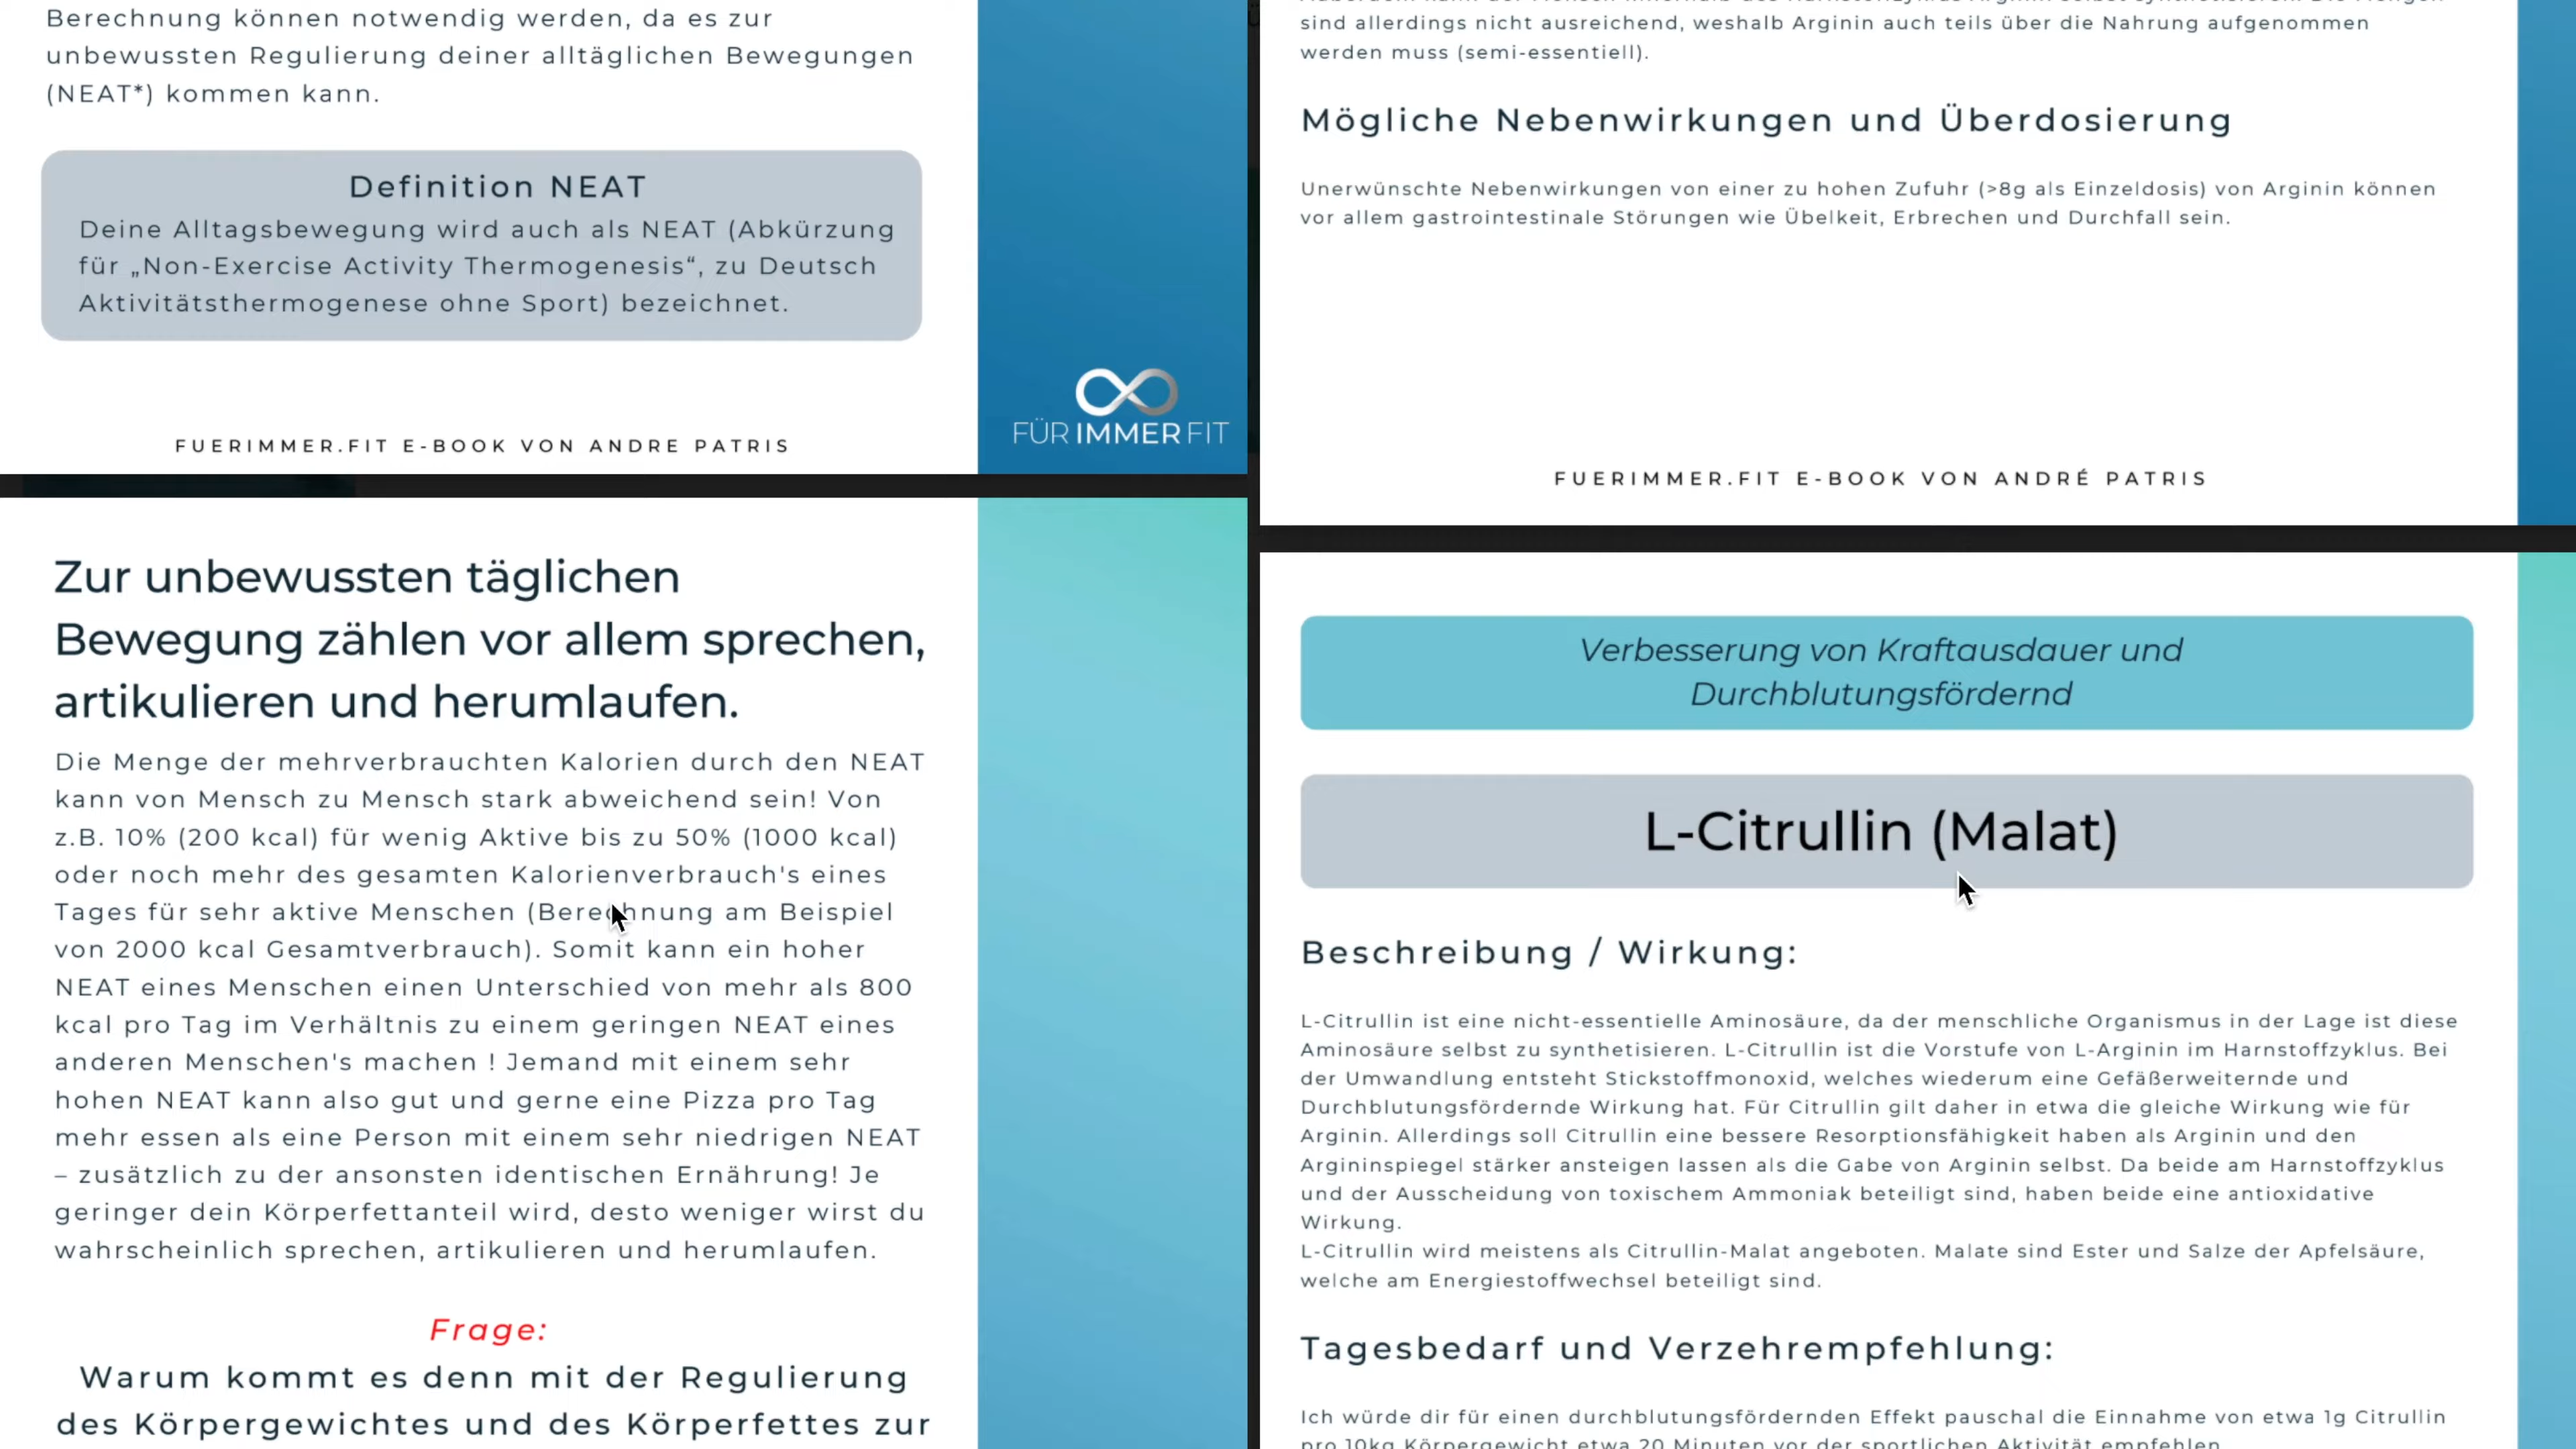 Berechnung können notwendig werden, da es zur
unbewussten Regulierung deiner alltäglichen Bewegungen
(NEAT*) kommen kann.
Definition NEAT
Deine Alltagsbewegung wird auch als NEAT (Abkürzung
für „Non-Exercise Activity Thermogenesis“, zu Deutsch
Aktivitätsthermogenese ohne Sport) bezeichnet.
FÜR IMMER FIT
FUERIMMER.FIT E-BOOK VON ANDRE PATRIS
Zur unbewussten täglichen
Bewegung zählen vor allem sprechen,
artikulieren und herumlaufen.
Die Menge der mehrverbrauchten Kalorien durch den NEAT
kann von Mensch zu Mensch stark abweichend sein! Von
z.B. 10% (200 kcal) für wenig Aktive bis zu 50% (1000 kcal)
oder noch mehr des gesamten Kalorienverbrauch's eines
Tages für sehr aktive Menschen (Berechnung am Beispiel
von 2000 kcal Gesamtverbrauch). Somit kann ein hoher
NEAT eines Menschen einen Unterschied von mehr als 800
kcal pro Tag im Verhältnis zu einem geringen NEAT eines
anderen Menschen's machen ! Jemand mit einem sehr
hohen NEAT kann also gut und gerne eine Pizza pro Tag
mehr essen als eine Person mit einem sehr niedrigen NEAT
– zusätzlich zu der ansonsten identischen Ernährung! Je
geringer dein Körperfettanteil wird, desto weniger wirst du
wahrscheinlich sprechen, artikulieren und herumlaufen.
Frage:
Warum kommt es denn mit der Regulierung
des Körpergewichtes und des Körperfettes zur
sind allerdings nicht ausreichend, weshalb Arginin auch teils über die Nahrung aufgenommen
werden muss (semi-essentiell).
Mögliche Nebenwirkungen und Überdosierung
Unerwünschte Nebenwirkungen von einer zu hohen Zufuhr (>8g als Einzeldosis) von Arginin können
vor allem gastrointestinale Störungen wie Übelkeit, Erbrechen und Durchfall sein.
FUERIMMER.FIT E-BOOK VON ANDRÉ PATRIS
Verbesserung von Kraftausdauer und
Durchblutungsfördernd
L-Citrullin (Malat)
Beschreibung / Wirkung:
L-Citrullin ist eine nicht-essentielle Aminosäure, da der menschliche Organismus in der Lage ist diese
Aminosäure selbst zu synthetisieren. L-Citrullin ist die Vorstufe von L-Arginin im Harnstoffzyklus. Bei
der Umwandlung entsteht Stickstoffmonoxid, welches wiederum eine Gefäßerweiternde und
Durchblutungsfördernde Wirkung hat. Für Citrullin gilt daher in etwa die gleiche Wirkung wie für
Arginin. Allerdings soll Citrullin eine bessere Resorptionsfähigkeit haben als Arginin und den
Argininspiegel stärker ansteigen lassen als die Gabe von Arginin selbst. Da beide am Harnstoffzyklus
und der Ausscheidung von toxischem Ammoniak beteiligt sind, haben beide eine antioxidative
Wirkung.
L-Citrullin wird meistens als Citrullin-Malat angeboten. Malate sind Ester und Salze der Apfelsäure,
welche am Energiestoffwechsel beteiligt sind.
Tagesbedarf und Verzehrempfehlung:
Ich würde dir für einen durchblutungsfördernden Effekt pauschal die Einnahme von etwa 1g Citrullin
pro 10kg Körpergewicht etwa 20 Minuten vor der sportlichen Aktivität empfehlen.